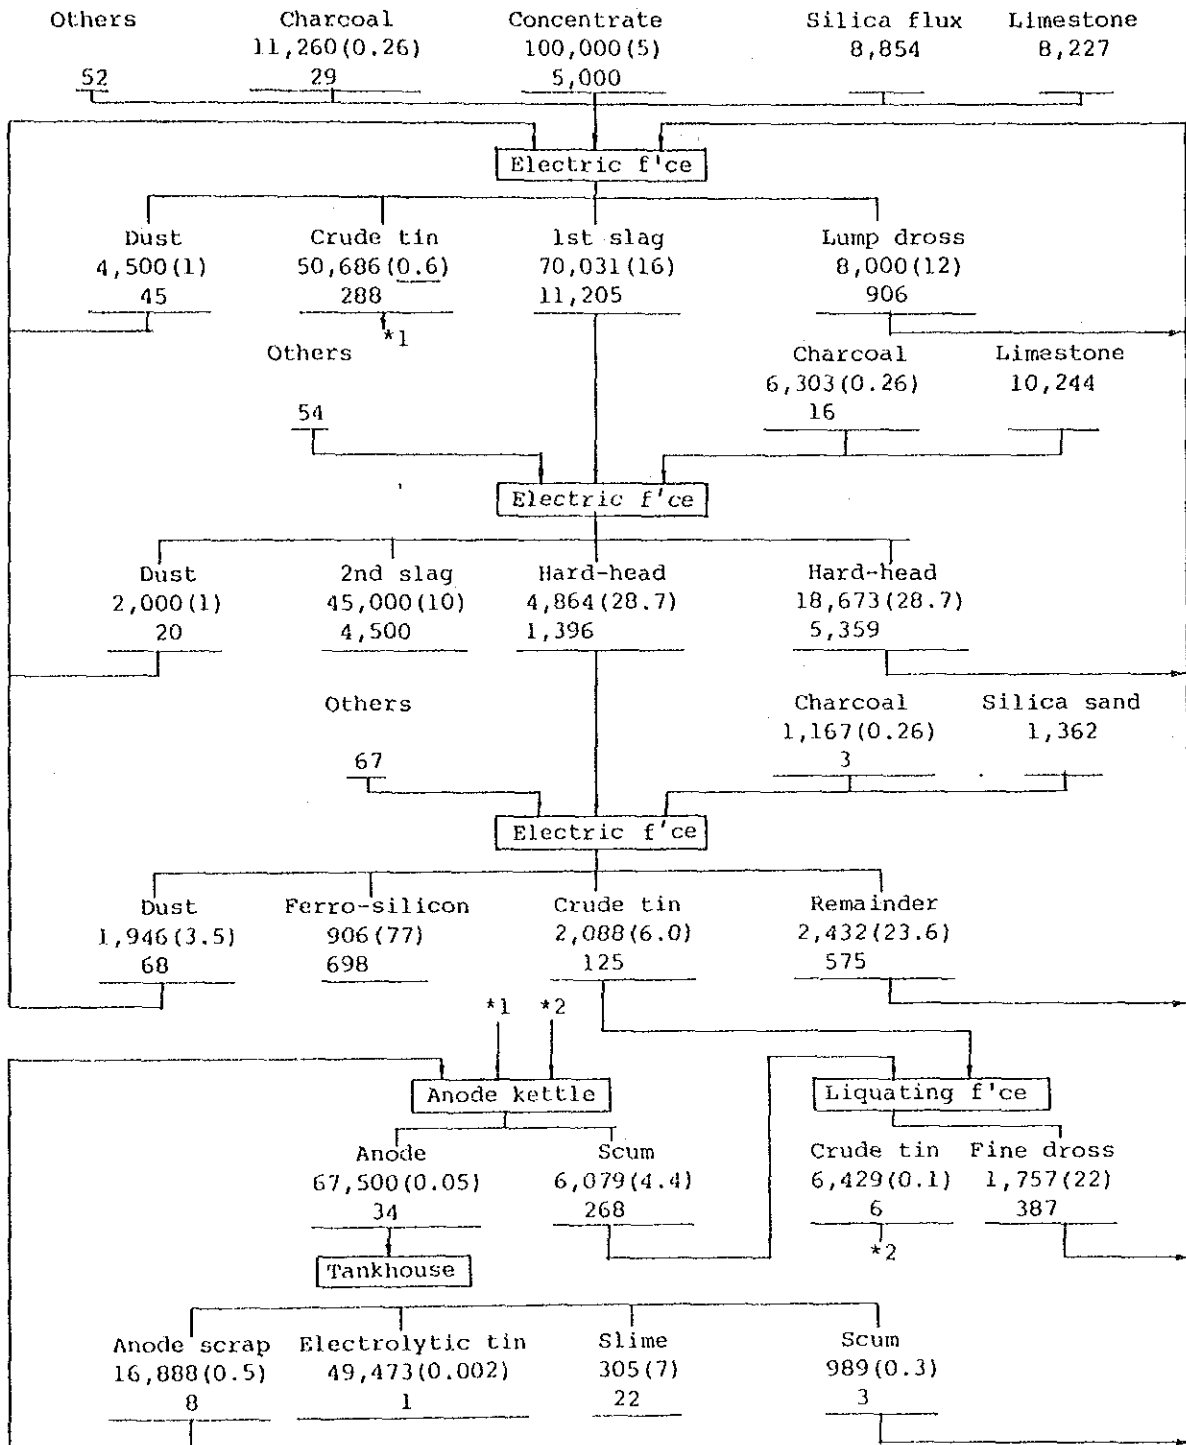 Others Charcoal Concentrate Silica flux Limestone
11,260(0.26) 100,000(5) 8,854 8,227
52 29 5,000
Electric f'ce
Dust Crude tin 1st slag Lump dross
4,500(1) 50,686(0.6) 70,031(16) 8,000(12)
45 288 11,205 906
*1
Others Charcoal Limestone
6,303(0.26) 10,244
54 16
Electric f'ce
Dust 2nd slag Hard-head Hard-head
2,000(1) 45,000(10) 4,864(28.7) 18,673(28.7)
20 4,500 1,396 5,359
Others Charcoal Silica sand
1,167(0.26) 1,362
67 3
Electric f'ce
Dust Ferro-silicon Crude tin Remainder
1,946(3.5) 906(77) 2,088(6.0) 2,432(23.6)
68 698 125 575
*1 *2
Anode kettle Liquating f'ce
Anode Scum Crude tin Fine dross
67,500(0.05) 6,079(4.4) 6,429(0.1) 1,757(22)
34 268 6 387
*2
Tankhouse
Anode scrap Electrolytic tin Slime Scum
16,888(0.5) 49,473(0.002) 305(7) 989(0.3)
8 1 22 3